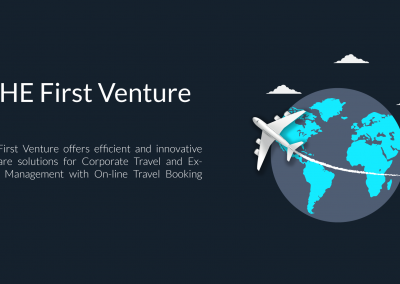 HE First Venture
First Venture offers efficient and innovative
are solutions for Corporate Travel and Ex-
Management with On-line Travel Booking